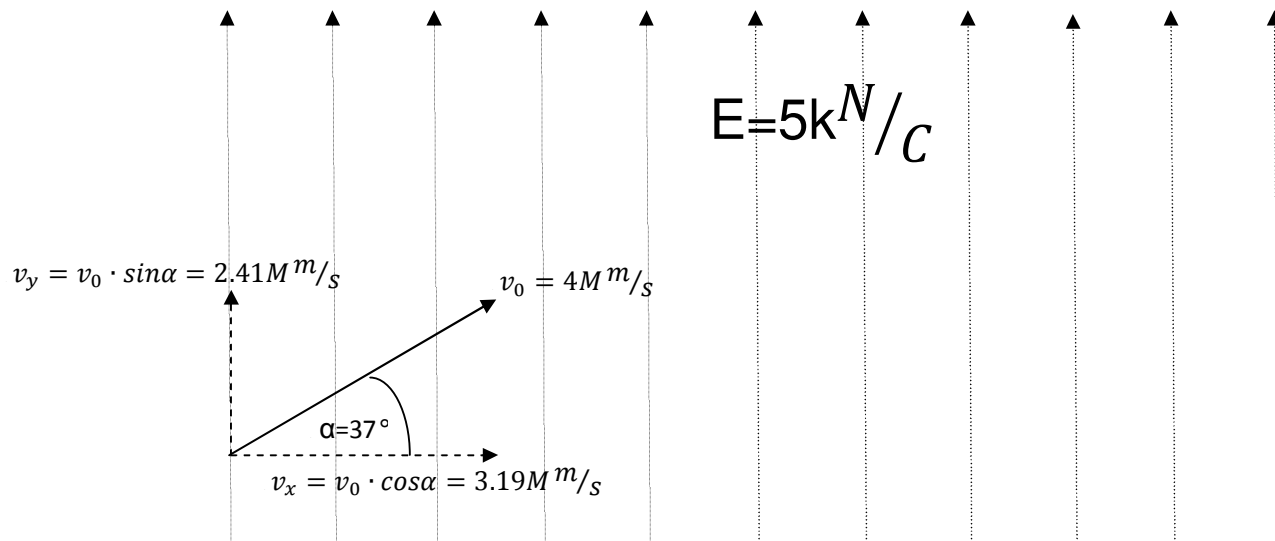 E=5k N/C
v_y = v_0 · sinα = 2.41M m/s
v_0 = 4M m/s
α=37°
v_x = v_0 · cosα = 3.19M m/s